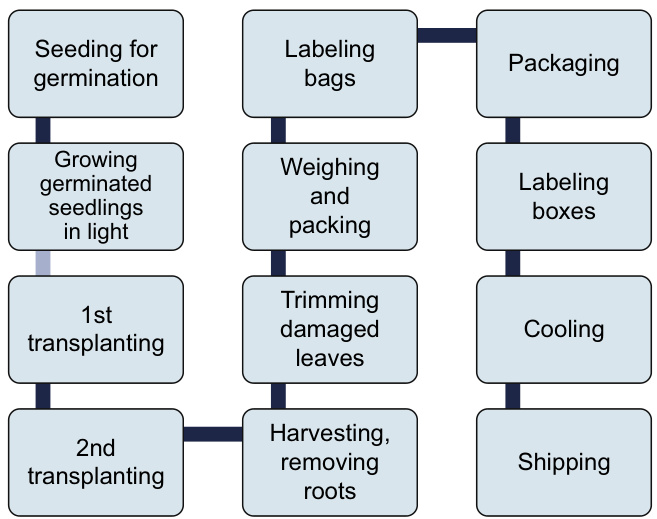 Seeding for
germination
Growing
germinated
seedlings
in light
1st
transplanting
2nd
transplanting
Harvesting,
removing
roots
Trimming
damaged
leaves
Weighing
and
packing
Labeling
bags
Packaging
Labeling
boxes
Cooling
Shipping